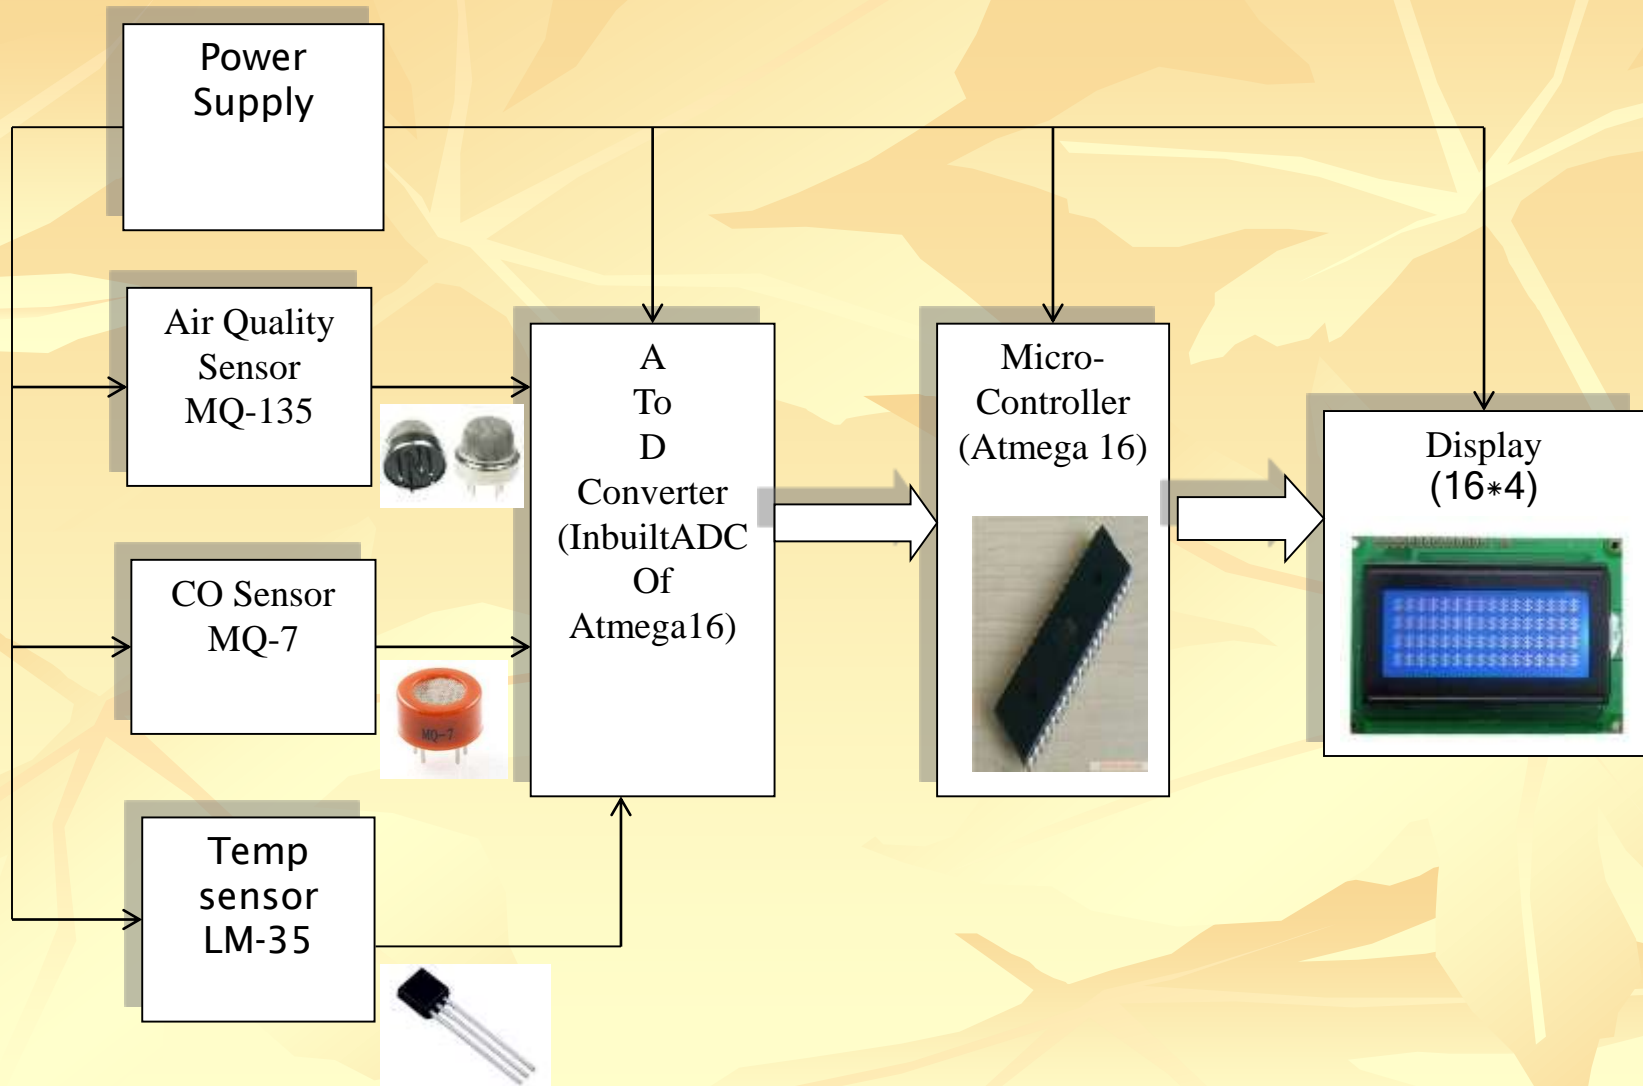 Power
Supply
Air Quality
Sensor
MQ-135
CO Sensor
MQ-7
MQ-7
Temp
sensor
LM-35
A
To
D
Converter
(InbuiltADC
Of
Atmega16)
Micro-
Controller
(Atmega 16)
Display
(16*4)